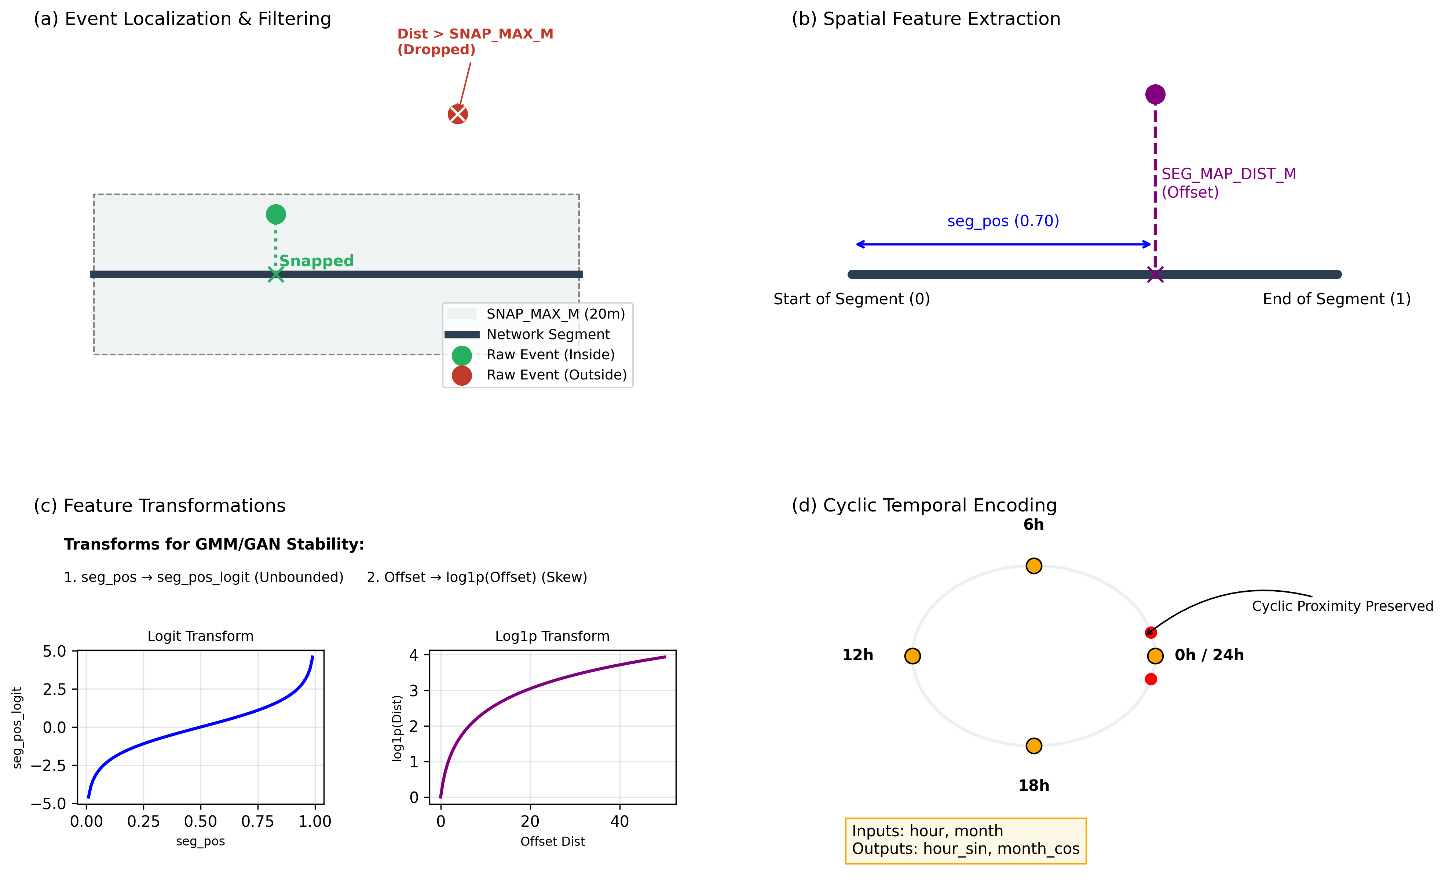 (a) Event Localization & Filtering
Dist > SNAP_MAX_M
(Dropped)
Snapped
SNAP_MAX_M (20m)
Network Segment
Raw Event (Inside)
Raw Event (Outside)
(b) Spatial Feature Extraction
SEG_MAP_DIST_M
(Offset)
seg_pos (0.70)
Start of Segment (0)
End of Segment (1)
(c) Feature Transformations
Transforms for GMM/GAN Stability:
1. seg_pos → seg_pos_logit (Unbounded)
2. Offset → log1p(Offset) (Skew)
Logit Transform
seg_pos_logit
5.0
2.5
0.0
−2.5
−5.0
0.00 0.25 0.50 0.75 1.00
seg_pos
Log1p Transform
log1p(Dist)
4
3
2
1
0
0 20 40
Offset Dist
(d) Cyclic Temporal Encoding
6h
Cyclic Proximity Preserved
12h
0h / 24h
18h
Inputs: hour, month
Outputs: hour_sin, month_cos